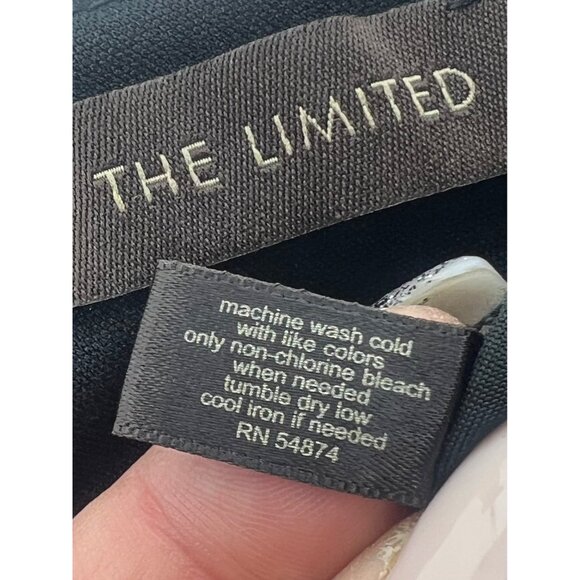 THE LIMITED
machine wash cold
with like colors
only non-chlorine bleach
when needed
tumble dry low
cool iron if needed
RN 54874